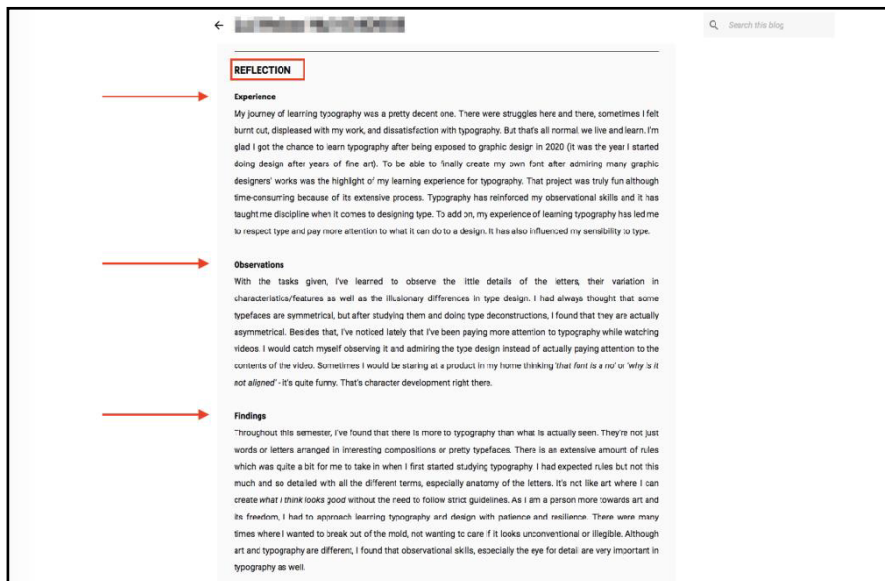 Search this blog
REFLECTION
Experience
My journey of learning typography was a pretty decent one. There were struggles here and there, sometimes I felt
burnt out, displeased with my work, and dissatisfaction with typography. But that's all normal, we live and learn. I'm
glad I got the chance to learn typography after being exposed to graphic design in 2020 (it was the year I started
doing design after years of fine art). To be able to finally create my own font after admiring many graphic
designers' works was the highlight of my learning experience for typography. That project was truly fun although
time-consuming because of its extensive process. Typography has reinforced my observational skills and it has
taught me discipline when it comes to designing type. To add on, my experience of learning typography has led me
to respect type and pay more attention to what it can do to a design. It has also influenced my sensibility to type.
Observations
With the tasks given, I've learned to observe the little details of the letters, their variation in
characteristics/features as well as the illusionary differences in type design. I had always thought that some
typefaces are symmetrical, but after studying them and doing type deconstructions, I found that they are actually
asymmetrical. Besides that, I've noticed lately that I've been paying more attention to typography while watching
videos. I would catch myself observing it and admiring the type design instead of actually paying attention to the
contents of the video. Sometimes I would be staring at a product in my home thinking 'that font is a no' or 'why is it
not aligned' - it's quite funny. That's character development right there.
Findings
Throughout this semester, I've found that there is more to typography than what is actually seen. They're not just
words or letters arranged in interesting compositions or pretty typefaces. There is an extensive amount of rules
which was quite a bit for me to take in when I first started studying typography. I had expected rules but not this
much and so detailed with all the different terms, especially anatomy of the letters. It's not like art where I can
create what I think looks good without the need to follow strict guidelines. As I am a person more towards art and
its freedom, I had to approach learning typography and design with patience and resilience. There were many
times where I wanted to break out of the mold, not wanting to care if it looks unconventional or illegible. Although
art and typography are different, I found that observational skills, especially the eye for detail are very important in
typography as well.